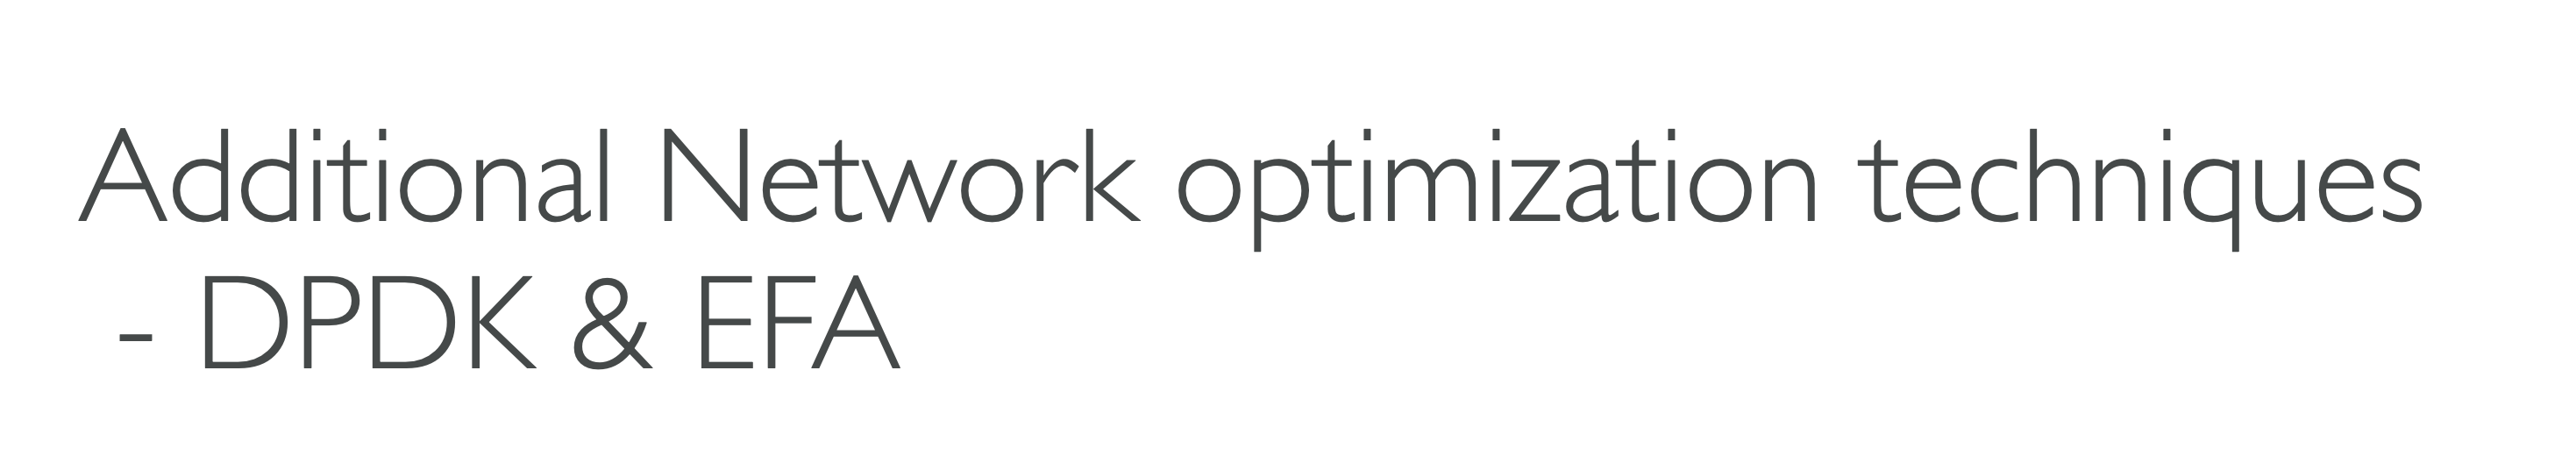 Additional Network optimization techniques
- DPDK & EFA